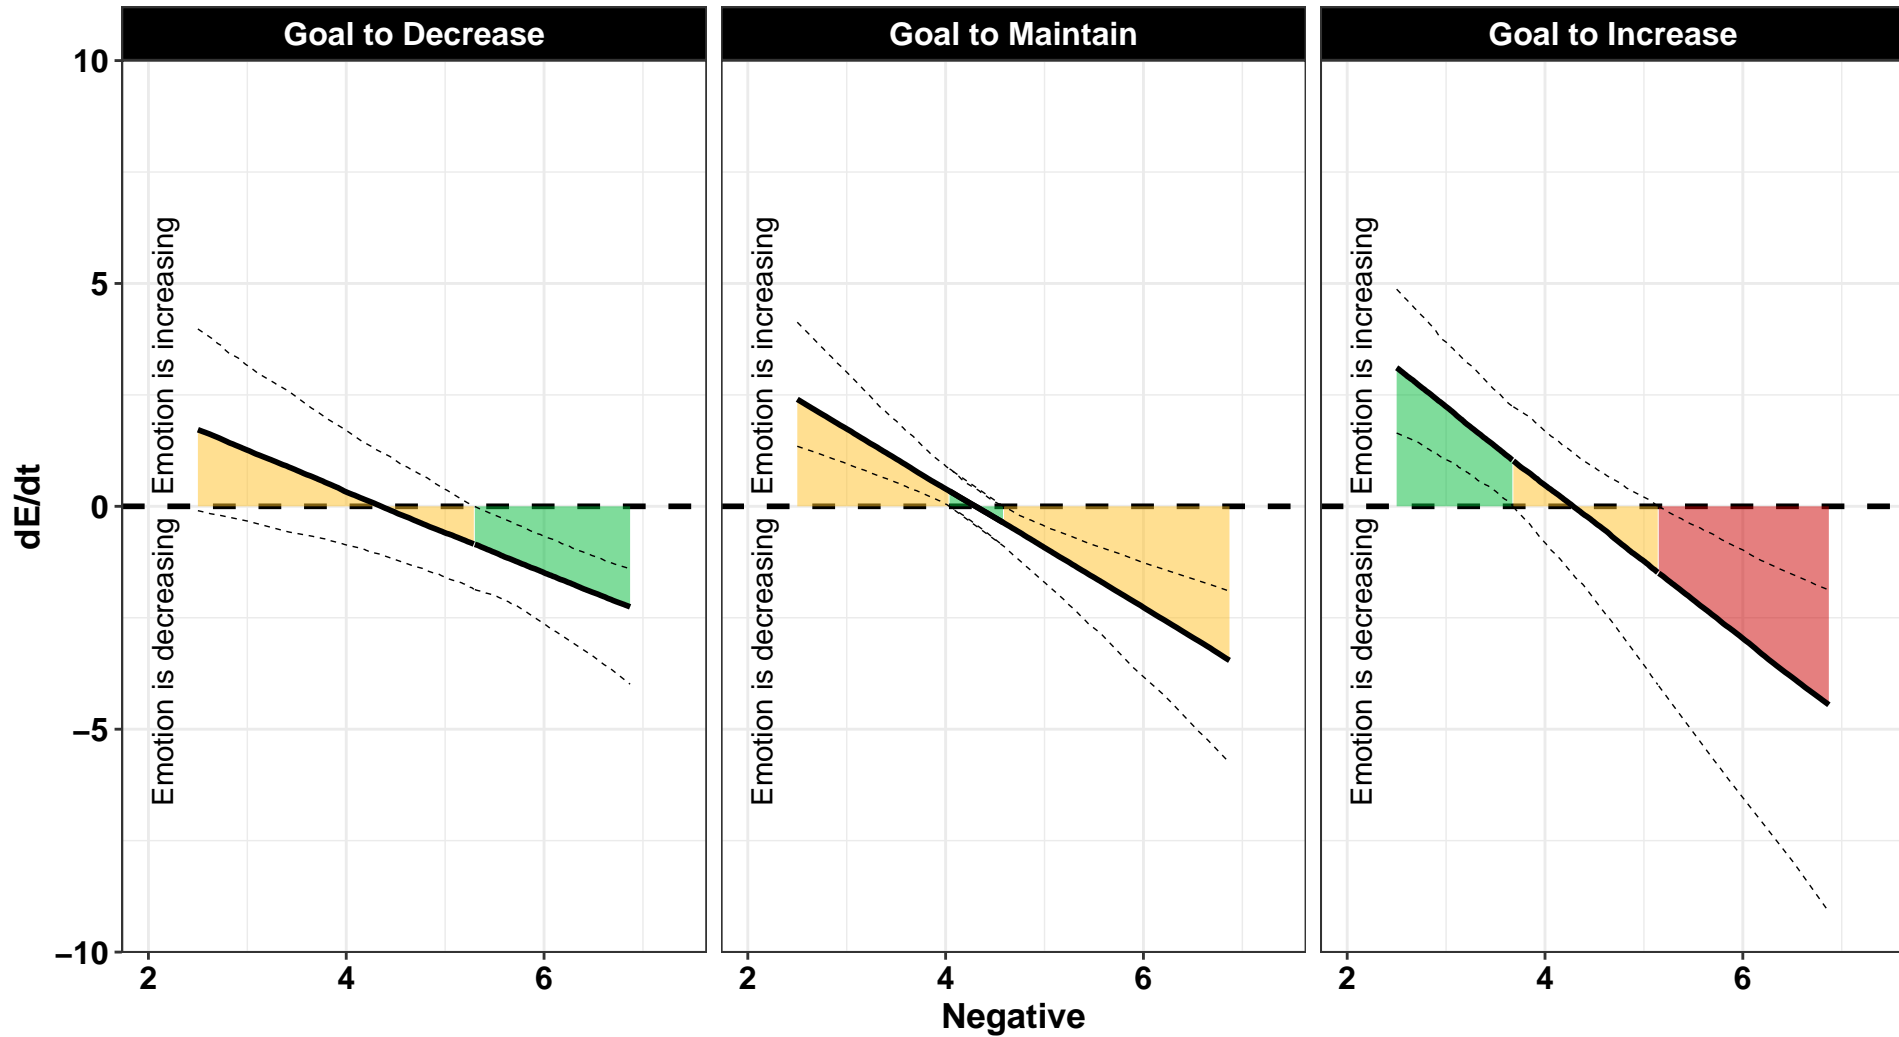 Goal to Decrease
Goal to Maintain
Goal to Increase
10
5
0
−5
−10
dE/dt
Emotion is increasing
Emotion is decreasing
Emotion is increasing
Emotion is decreasing
Emotion is increasing
Emotion is decreasing
2 4 6
2 4 6
2 4 6
Negative